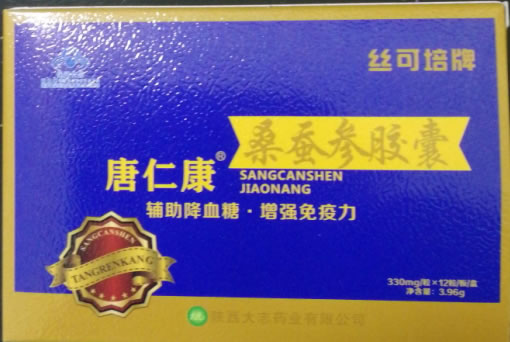 丝可培牌
桑蚕参胶囊
唐仁康®
SANGCANSHEN
JIAONANG
辅助降血糖·增强免疫力
SANGCANSHEN
TANGRENKANG
330mg/粒×12粒/板/盒
净含量：3.96g
陕西大志药业有限公司